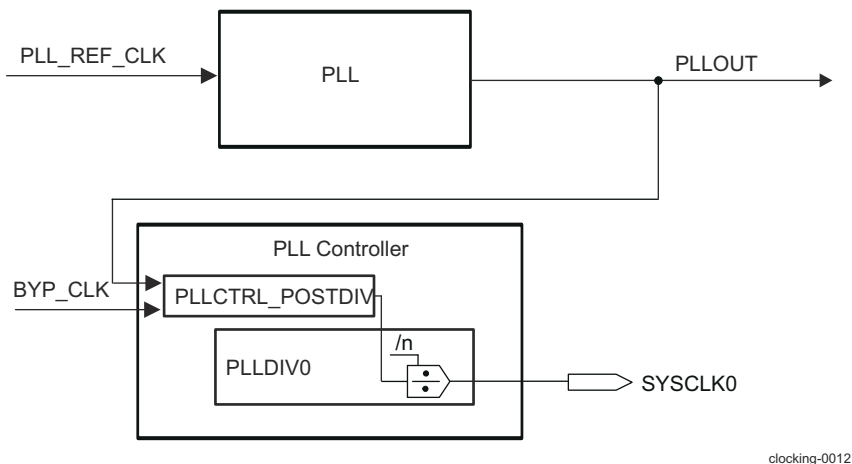 PLL_REF_CLK
PLL
PLLOUT
PLL Controller
BYP_CLK
PLLCTRL_POSTDIV
/n
PLLDIV0
SYSCLK0
clocking-0012